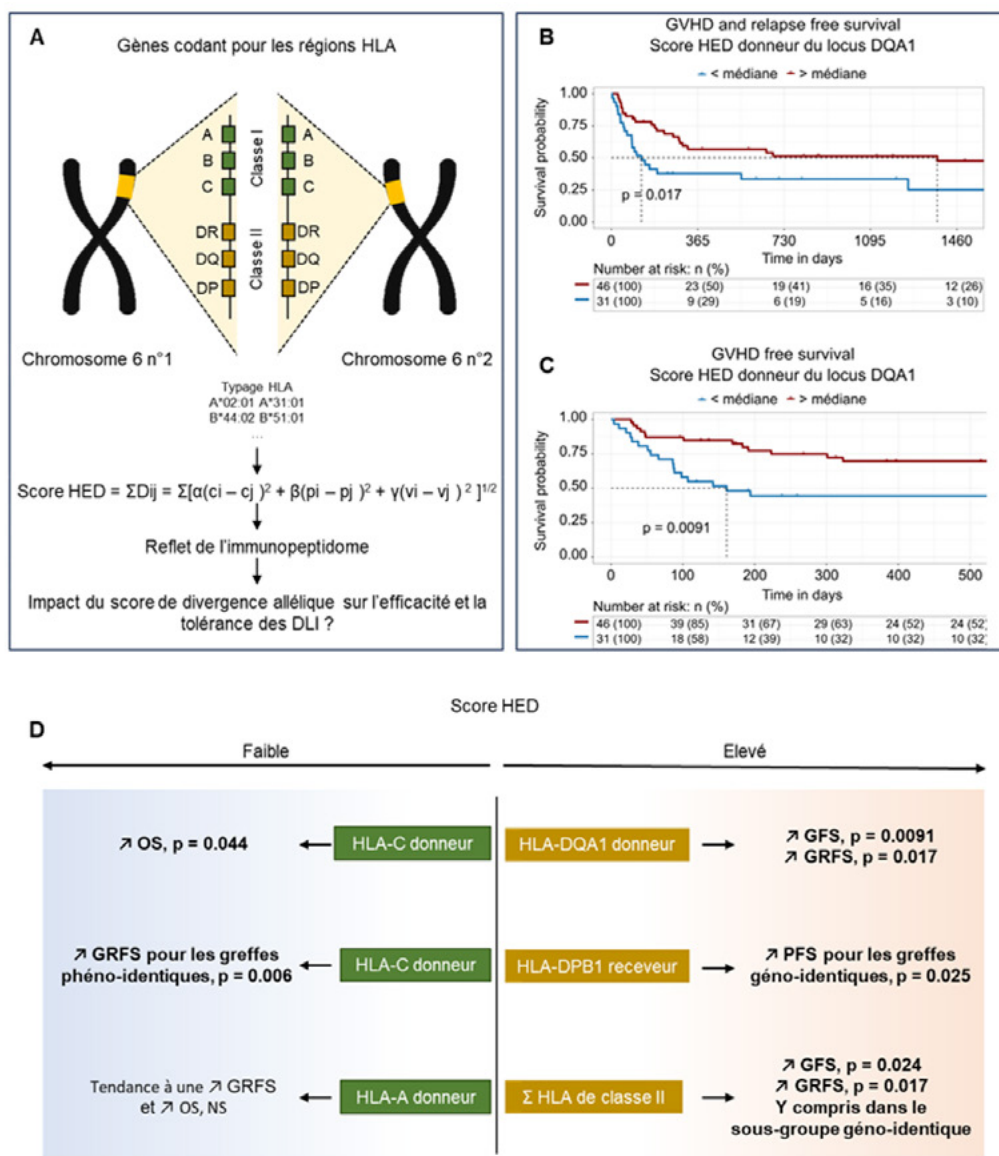 A
Gènes codant pour les régions HLA
A
B
C
DR
DQ
DP
Classe I
Classe II
A
B
C
DR
DQ
DP
Chromosome 6 n°1
Chromosome 6 n°2
Typage HLA
A*02:01 A*31:01
B*44:02 B*51:01
...
Score HED = ΣDij = Σ[α(ci – cj )² + β(pi – pj )² + γ(vi – vj ) ² ]¹/²
Reflet de l'immunopeptidome
Impact du score de divergence allélique sur l'efficacité et la
tolérance des DLI ?
B
GVHD and relapse free survival
Score HED donneur du locus DQA1
< médiane > médiane
Survival probability
1.00
0.75
0.50
0.25
0.00
p = 0.017
0 365 730 1095 1460
Time in days
Number at risk: n (%)
46 (100) 23 (50) 19 (41) 16 (35) 12 (26)
31 (100) 9 (29) 6 (19) 5 (16) 3 (10)
C
GVHD free survival
Score HED donneur du locus DQA1
< médiane > médiane
Survival probability
1.00
0.75
0.50
0.25
0.00
p = 0.0091
0 100 200 300 400 500
Time in days
Number at risk: n (%)
46 (100) 39 (85) 31 (67) 29 (63) 24 (52) 24 (52)
31 (100) 18 (58) 12 (39) 10 (32) 10 (32) 10 (32)
Score HED
D
Faible
Elevé
↗ OS, p = 0.044
HLA-C donneur
HLA-DQA1 donneur
↗ GFS, p = 0.0091
↗ GRFS, p = 0.017
↗ GRFS pour les greffes
phéno-identiques, p = 0.006
HLA-C donneur
HLA-DPB1 receveur
↗ PFS pour les greffes
géno-identiques, p = 0.025
Tendance à une ↗ GRFS
et ↗ OS, NS
HLA-A donneur
Σ HLA de classe II
↗ GFS, p = 0.024
↗ GRFS, p = 0.017
Y compris dans le
sous-groupe géno-identique